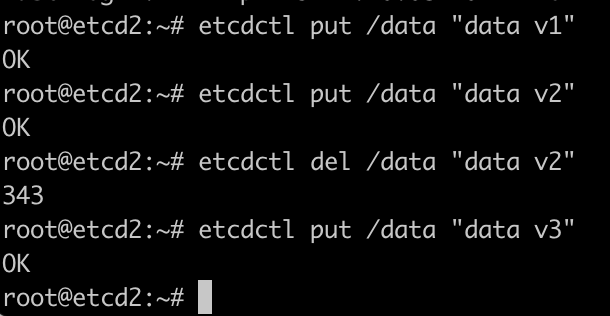 root@etcd2:~# etcdctl put /data "data v1"
OK
root@etcd2:~# etcdctl put /data "data v2"
OK
root@etcd2:~# etcdctl del /data "data v2"
343
root@etcd2:~# etcdctl put /data "data v3"
OK
root@etcd2:~#